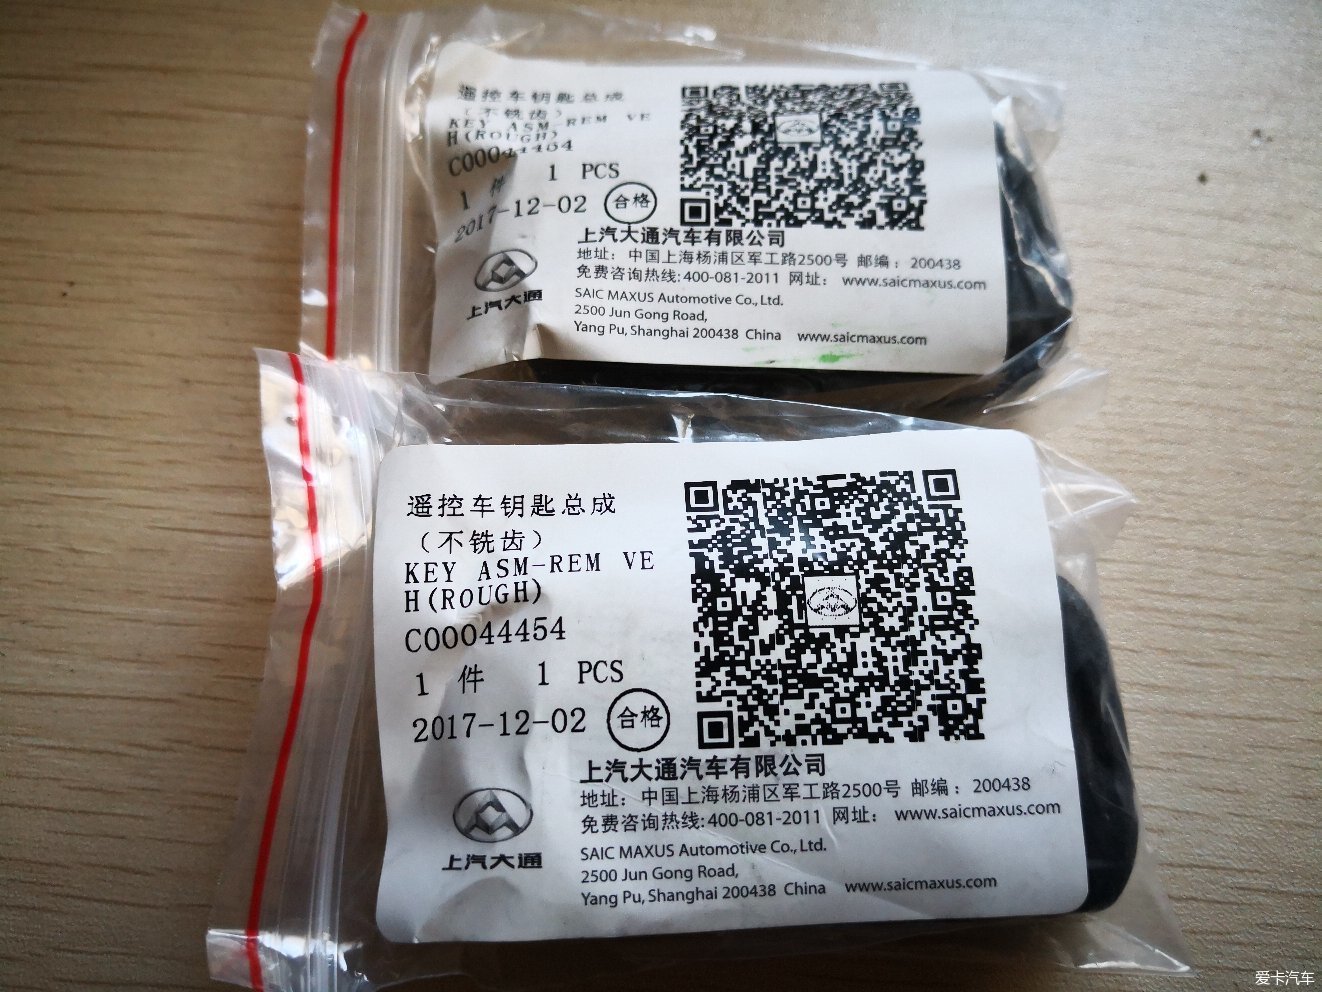 遥控车钥匙总成
（不铣齿）
KEY ASM-REM VE
H(ROUGH)
1 件 1 PCS
2017-12-02 合格
上汽大通
上汽大通汽车有限公司
地址：中国上海杨浦区军工路2500号 邮编：200438
免费咨询热线:400-081-2011 网址： www.saicmaxus.com
SAIC MAXUS Automotive Co., Ltd.
2500 Jun Gong Road,
Yang Pu, Shanghai 200438 China www.saicmaxus.com
遥控车钥匙总成
（不铣齿）
KEY ASM-REM VE
H(ROUGH)
C00044454
1 件 1 PCS
2017-12-02 合格
上汽大通
上汽大通汽车有限公司
地址：中国上海杨浦区军工路2500号 邮编：200438
免费咨询热线:400-081-2011 网址： www.saicmaxus.com
SAIC MAXUS Automotive Co., Ltd.
2500 Jun Gong Road,
Yang Pu, Shanghai 200438 China www.saicmaxus.com
爱卡汽车